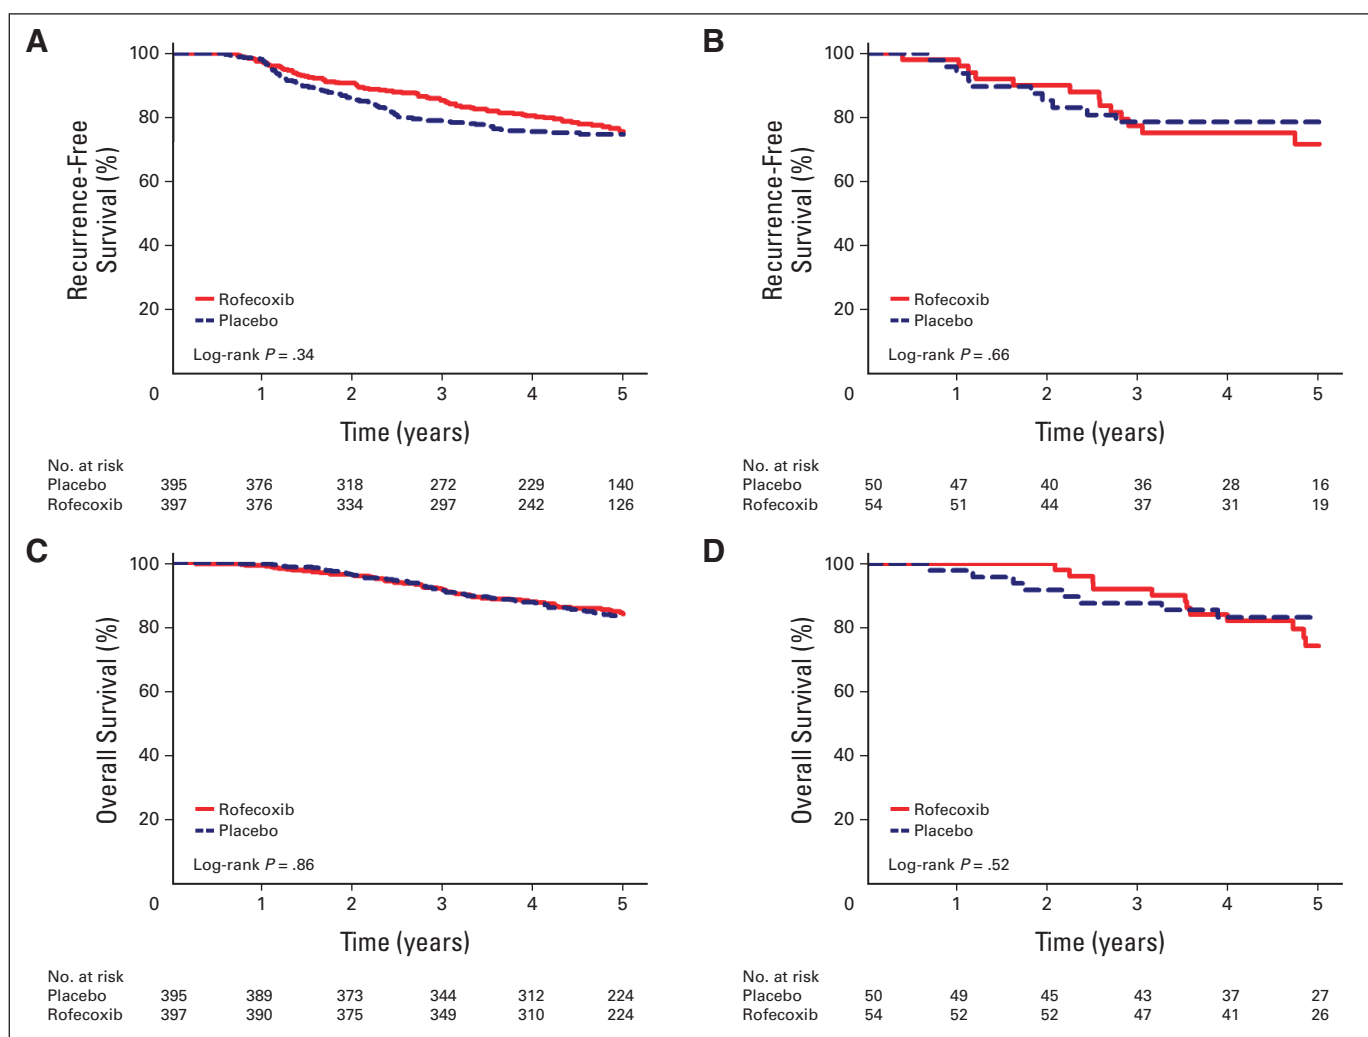 A
100
80
60
40
20
0
Recurrence-Free
Survival (%)
Rofecoxib
Placebo
Log-rank P = .34
1 2 3 4 5
Time (years)
No. at risk
Placebo 395 376 318 272 229 140
Rofecoxib 397 376 334 297 242 126
B
100
80
60
40
20
0
Recurrence-Free
Survival (%)
Rofecoxib
Placebo
Log-rank P = .66
1 2 3 4 5
Time (years)
No. at risk
Placebo 50 47 40 36 28 16
Rofecoxib 54 51 44 37 31 19
C
100
80
60
40
20
0
Overall Survival (%)
Rofecoxib
Placebo
Log-rank P = .86
1 2 3 4 5
Time (years)
No. at risk
Placebo 395 389 373 344 312 224
Rofecoxib 397 390 375 349 310 224
D
100
80
60
40
20
0
Overall Survival (%)
Rofecoxib
Placebo
Log-rank P = .52
1 2 3 4 5
Time (years)
No. at risk
Placebo 50 49 45 43 37 27
Rofecoxib 54 52 52 47 41 26